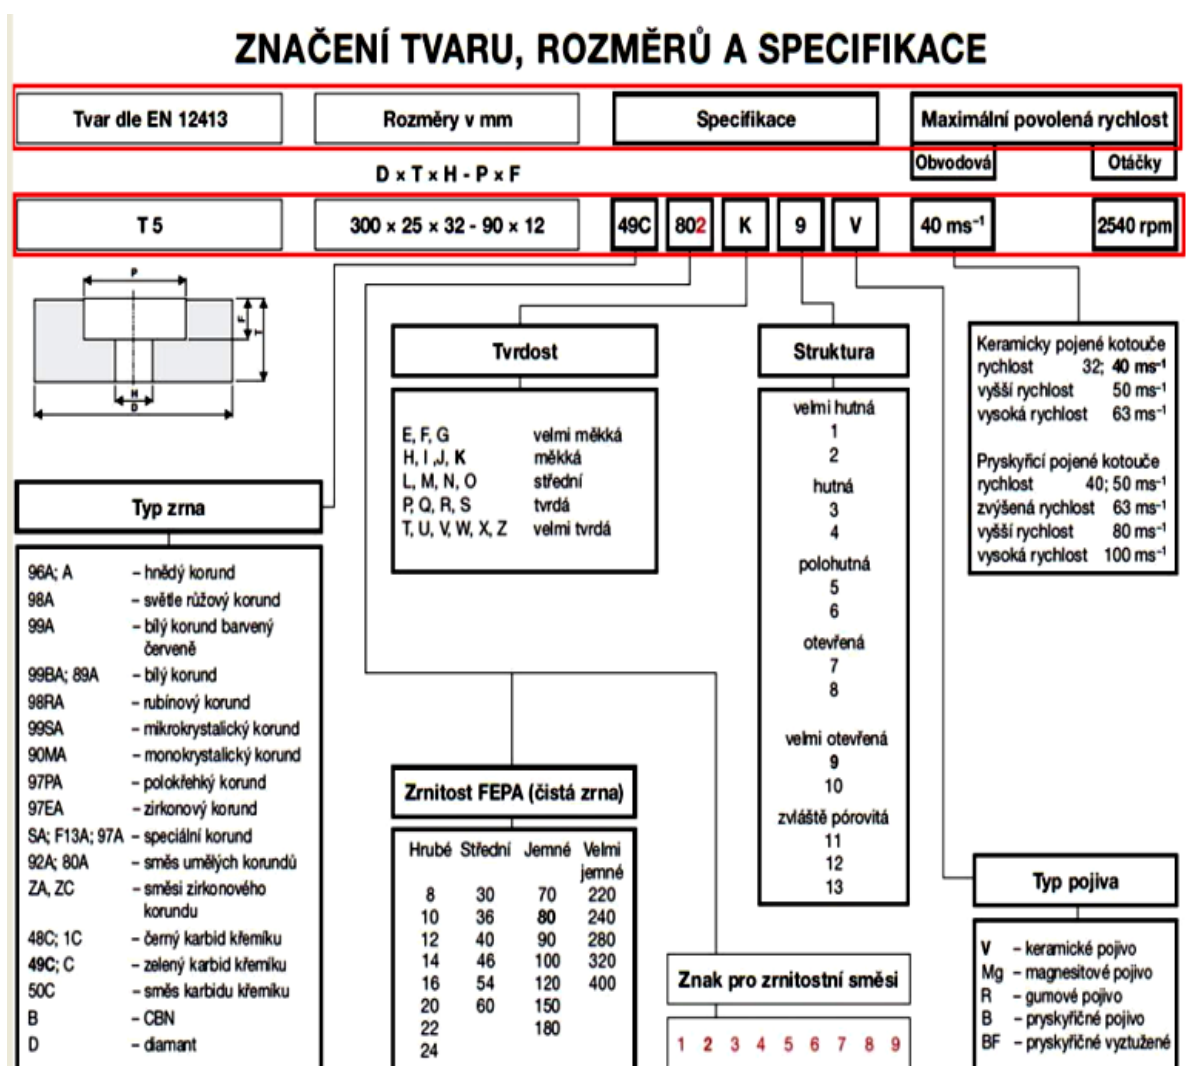 ZNAČENÍ TVARU, ROZMĚRŮ A SPECIFIKACE
Tvar dle EN 12413 Rozměry v mm Specifikace Maximální povolená rychlost
Obvodová Otáčky
D × T × H - P × F
T 5 300 × 25 × 32 - 90 × 12 49C 802 K 9 V 40 ms⁻¹ 2540 rpm
P
F
T
H
D
Tvrdost
E, F, G velmi měkká
H, I ,J, K měkká
L, M, N, O střední
P, Q, R, S tvrdá
T, U, V, W, X, Z velmi tvrdá
Struktura
velmi hutná
1
2
hutná
3
4
polohutná
5
6
otevřená
7
8
velmi otevřená
9
10
zvláště pórovitá
11
12
13
Keramicky pojené kotouče
rychlost 32; 40 ms⁻¹
vyšší rychlost 50 ms⁻¹
vysoká rychlost 63 ms⁻¹
Pryskyřicí pojené kotouče
rychlost 40; 50 ms⁻¹
zvýšená rychlost 63 ms⁻¹
vyšší rychlost 80 ms⁻¹
vysoká rychlost 100 ms⁻¹
Typ zrna
96A; A – hnědý korund
98A – světle růžový korund
99A – bílý korund barvený
červeně
99BA; 89A – bílý korund
98RA – rubínový korund
99SA – mikrokrystalický korund
90MA – monokrystalický korund
97PA – polokřehký korund
97EA – zirkonový korund
SA; F13A; 97A – speciální korund
92A; 80A – směs umělých korundů
ZA, ZC – směsi zirkonového
korundu
48C; 1C – černý karbid křemíku
49C; C – zelený karbid křemíku
50C – směs karbidu křemíku
B – CBN
D – diamant
Zrnitost FEPA (čistá zrna)
Hrubé Střední Jemné Velmi
jemné
8 30 70 220
10 36 80 240
12 40 90 280
14 46 100 320
16 54 120 400
20 60 150
22 180
24
Znak pro zrnitostní směsi
1 2 3 4 5 6 7 8 9
Typ pojiva
V – keramické pojivo
Mg – magnesitové pojivo
R – gumové pojivo
B – pryskyřičné pojivo
BF – pryskyřičné vyztužené